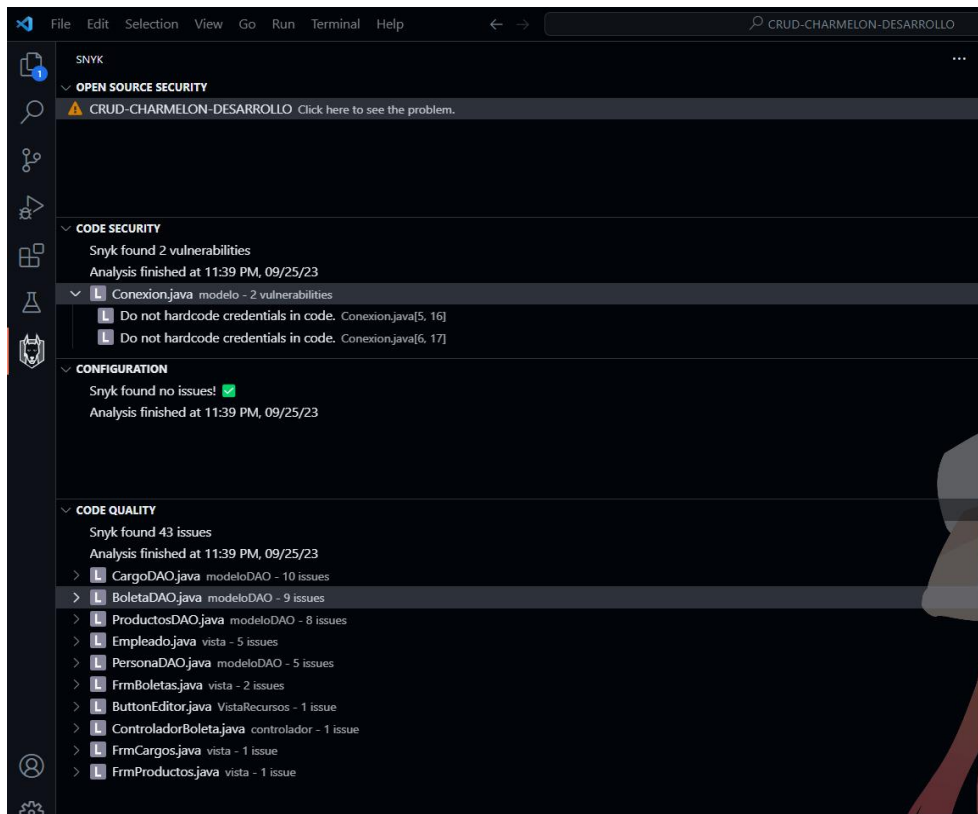 File Edit Selection View Go Run Terminal Help CRUD-CHARMELON-DESARROLLO
1
SNYK
OPEN SOURCE SECURITY
CRUD-CHARMELON-DESARROLLO Click here to see the problem.
CODE SECURITY
Snyk found 2 vulnerabilities
Analysis finished at 11:39 PM, 09/25/23
L Conexion.java modelo - 2 vulnerabilities
L Do not hardcode credentials in code. Conexion.java[5, 16]
L Do not hardcode credentials in code. Conexion.java[6, 17]
CONFIGURATION
Snyk found no issues! ✅
Analysis finished at 11:39 PM, 09/25/23
CODE QUALITY
Snyk found 43 issues
Analysis finished at 11:39 PM, 09/25/23
L CargoDAO.java modeloDAO - 10 issues
L BoletaDAO.java modeloDAO - 9 issues
L ProductosDAO.java modeloDAO - 8 issues
L Empleado.java vista - 5 issues
L PersonaDAO.java modeloDAO - 5 issues
L FrmBoletas.java vista - 2 issues
L ButtonEditor.java VistaRecursos - 1 issue
L ControladorBoleta.java controlador - 1 issue
L FrmCargos.java vista - 1 issue
L FrmProductos.java vista - 1 issue